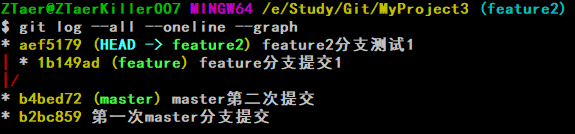 ZTaer@ZTaerKiller007 MINGW64 /e/Study/Git/MyProject3 (feature2)
$ git log --all --oneline --graph
* aef5179 (HEAD -> feature2) feature2分支测试1
| * 1b149ad (feature) feature分支提交1
|/
* b4bed72 (master) master第二次提交
* b2bc859 第一次master分支提交